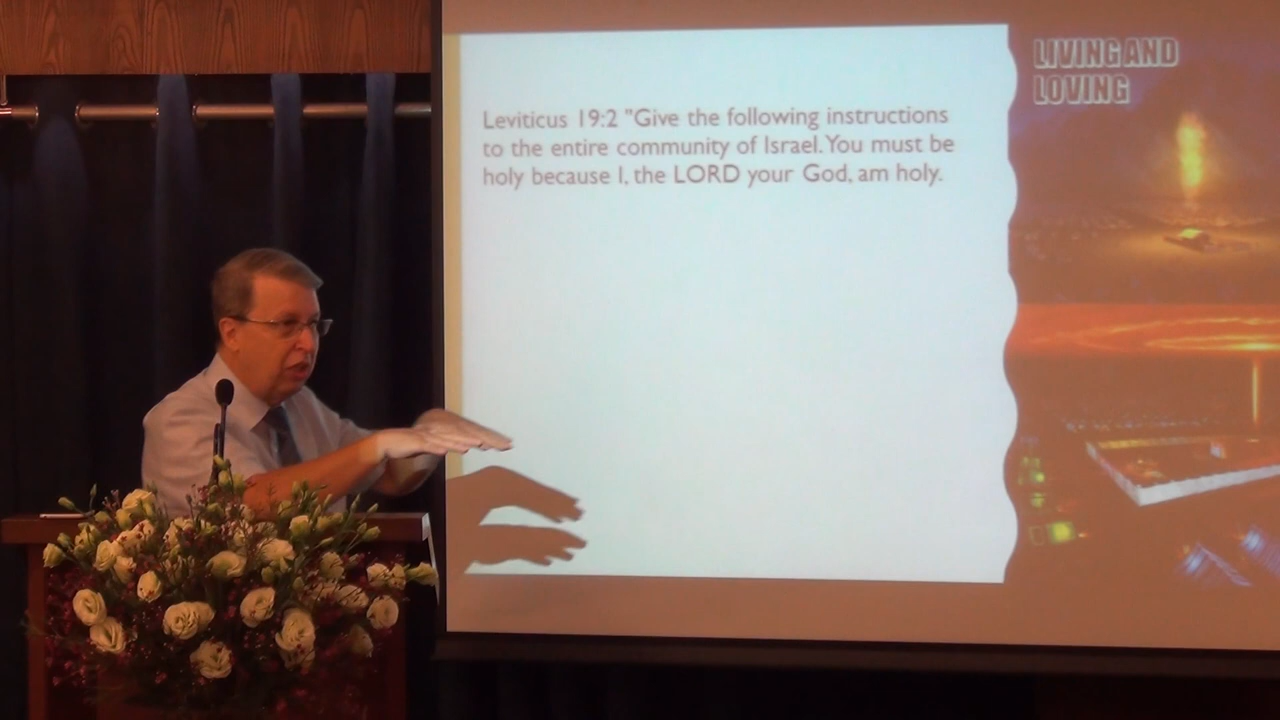 LIVING AND
LOVING
Leviticus 19:2 "Give the following instructions
to the entire community of Israel. You must be
holy because I, the LORD your God, am holy.